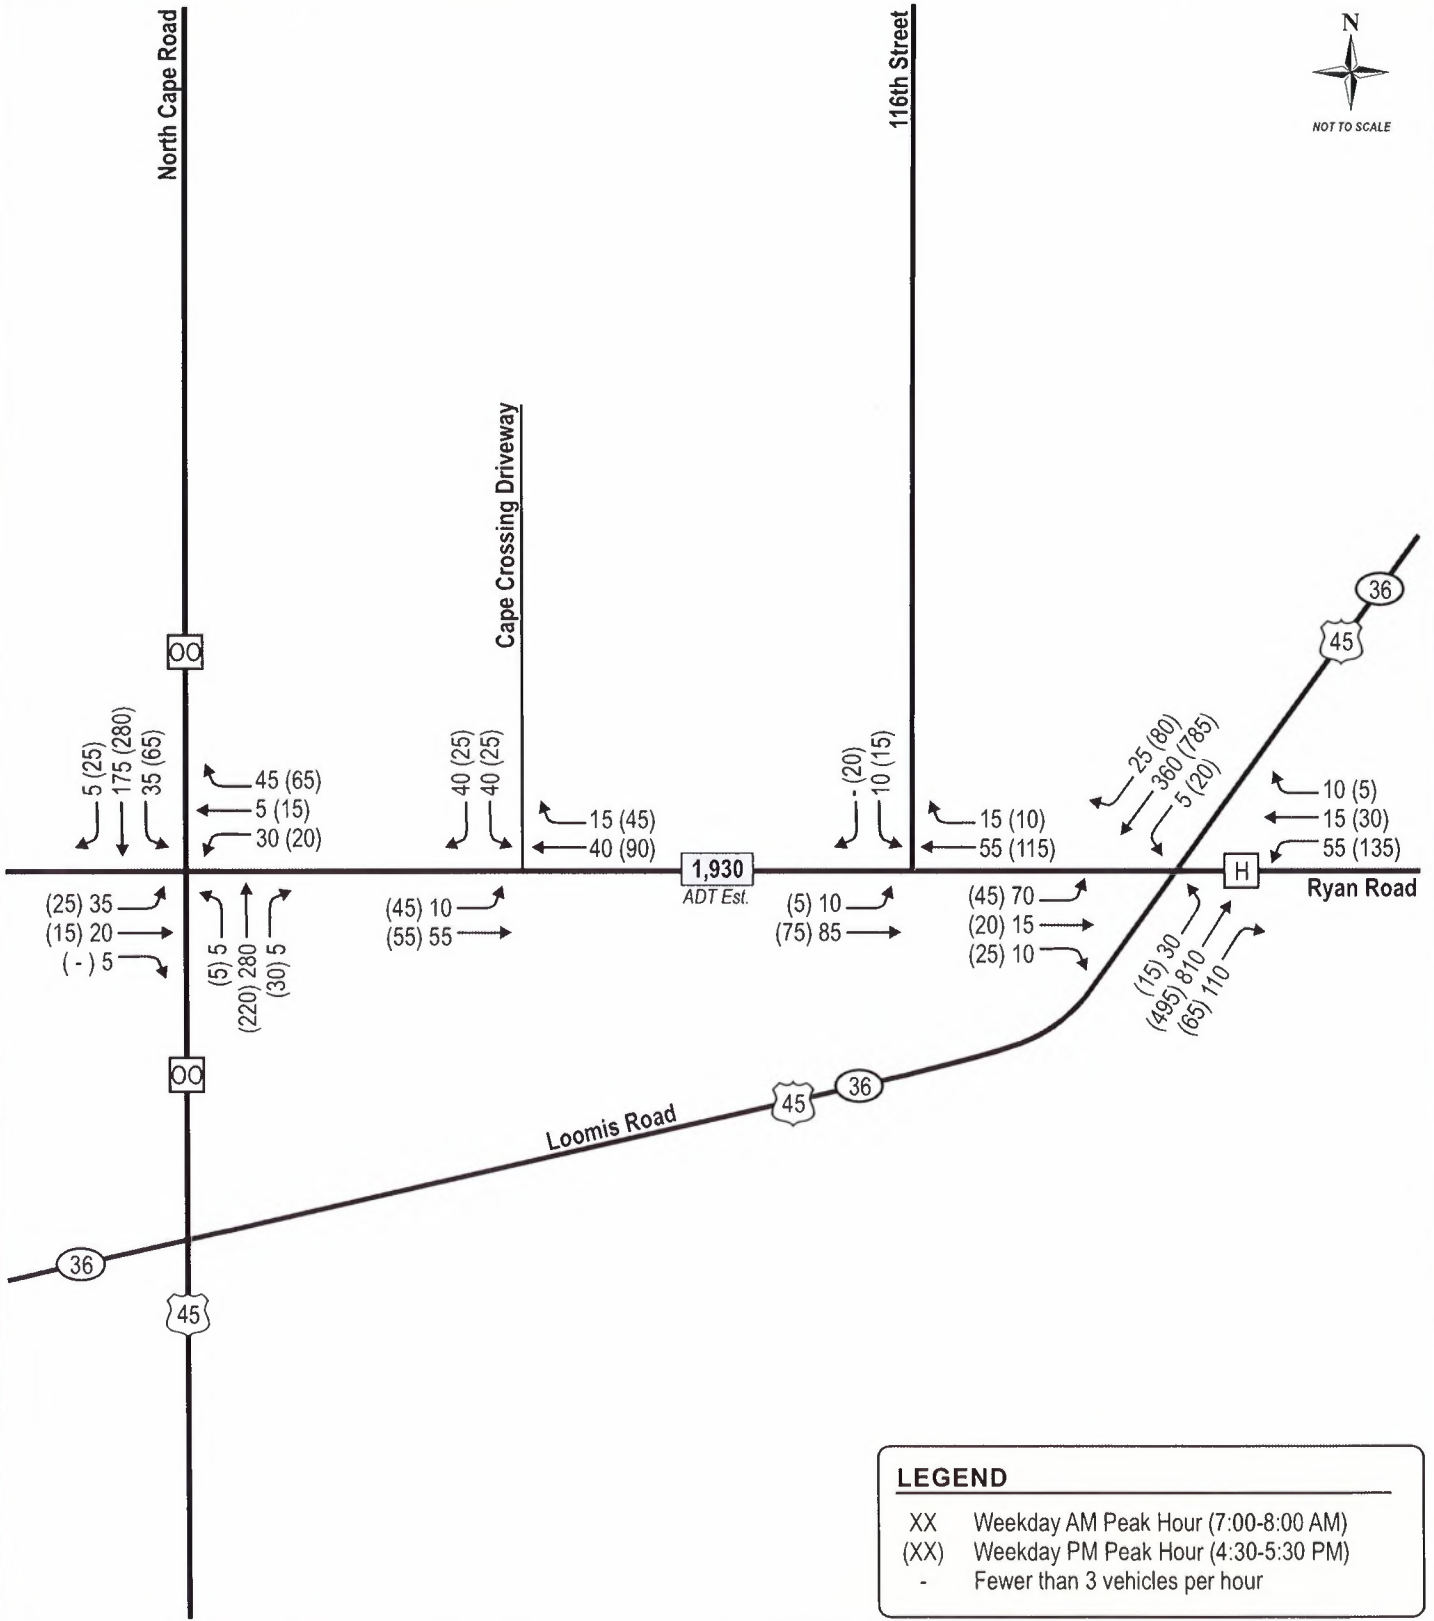 North Cape Road
116th Street
N
NOT TO SCALE
Cape Crossing Driveway
36
45
OO
5 (25)
175 (280)
35 (65)
45 (65)
5 (15)
30 (20)
40 (25)
40 (25)
15 (45)
40 (90)
- (20)
10 (15)
15 (10)
55 (115)
25 (80)
360 (785)
5 (20)
10 (5)
15 (30)
55 (135)
1,930
ADT Est.
H
Ryan Road
(25) 35
(15) 20
( - ) 5
(5) 5
(220) 280
(30) 5
(45) 10
(55) 55
(5) 10
(75) 85
(45) 70
(20) 15
(25) 10
(15) 30
(495) 810
(65) 110
OO
45
36
Loomis Road
36
45
LEGEND
XX Weekday AM Peak Hour (7:00-8:00 AM)
(XX) Weekday PM Peak Hour (4:30-5:30 PM)
- Fewer than 3 vehicles per hour